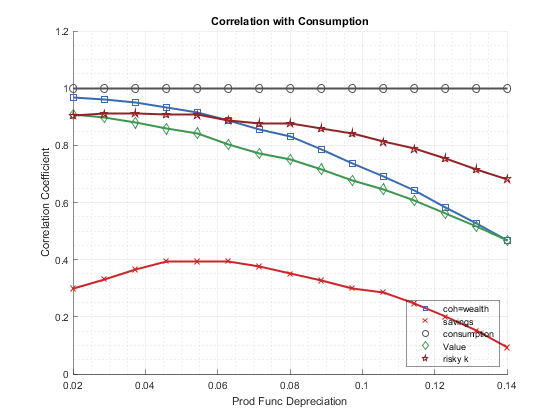 Correlation with Consumption
1.2
1
0.8
0.6
0.4
0.2
0
Correlation Coefficient
coh=wealth
savings
consumption
Value
risky k
0.02
0.04
0.06
0.08
0.1
0.12
0.14
Prod Func Depreciation